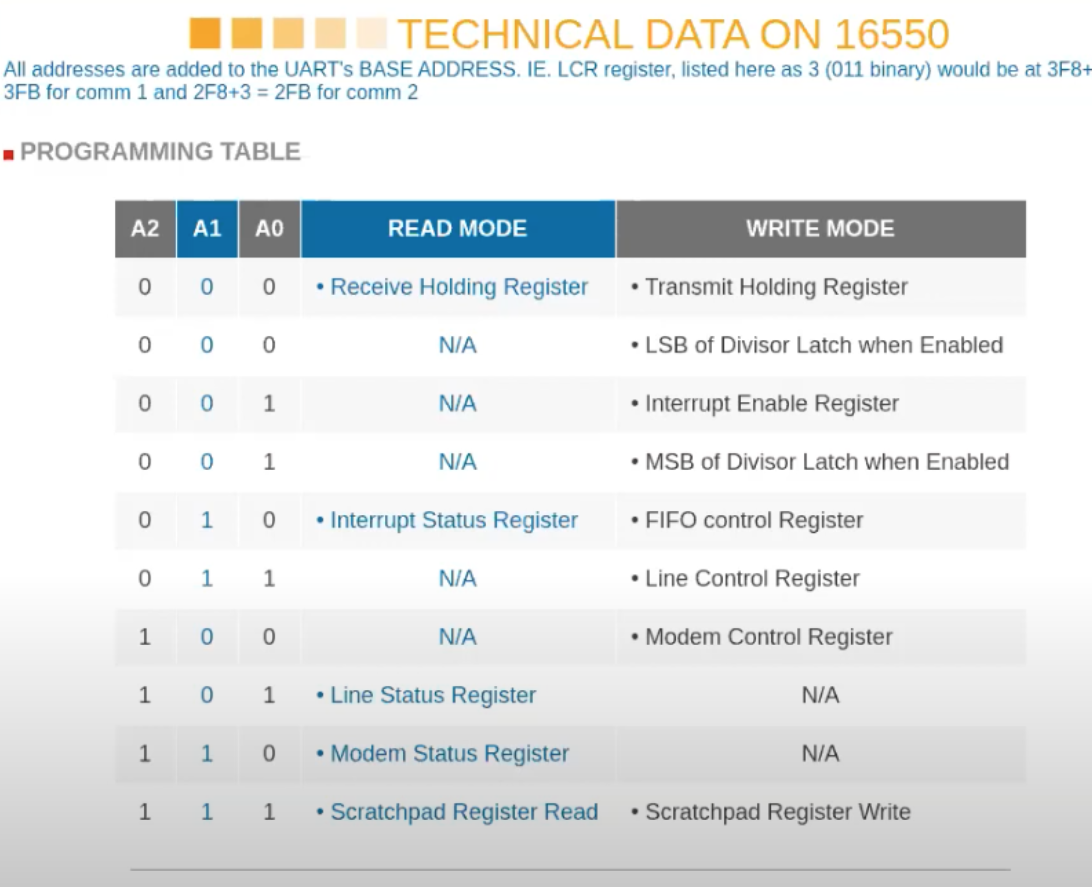 TECHNICAL DATA ON 16550
All addresses are added to the UART's BASE ADDRESS. IE. LCR register, listed here as 3 (011 binary) would be at 3F8+
3FB for comm 1 and 2F8+3 = 2FB for comm 2
PROGRAMMING TABLE
A2 A1 A0 READ MODE WRITE MODE
0 0 0 • Receive Holding Register • Transmit Holding Register
0 0 0 N/A • LSB of Divisor Latch when Enabled
0 0 1 N/A • Interrupt Enable Register
0 0 1 N/A • MSB of Divisor Latch when Enabled
0 1 0 • Interrupt Status Register • FIFO control Register
0 1 1 N/A • Line Control Register
1 0 0 N/A • Modem Control Register
1 0 1 • Line Status Register N/A
1 1 0 • Modem Status Register N/A
1 1 1 • Scratchpad Register Read • Scratchpad Register Write